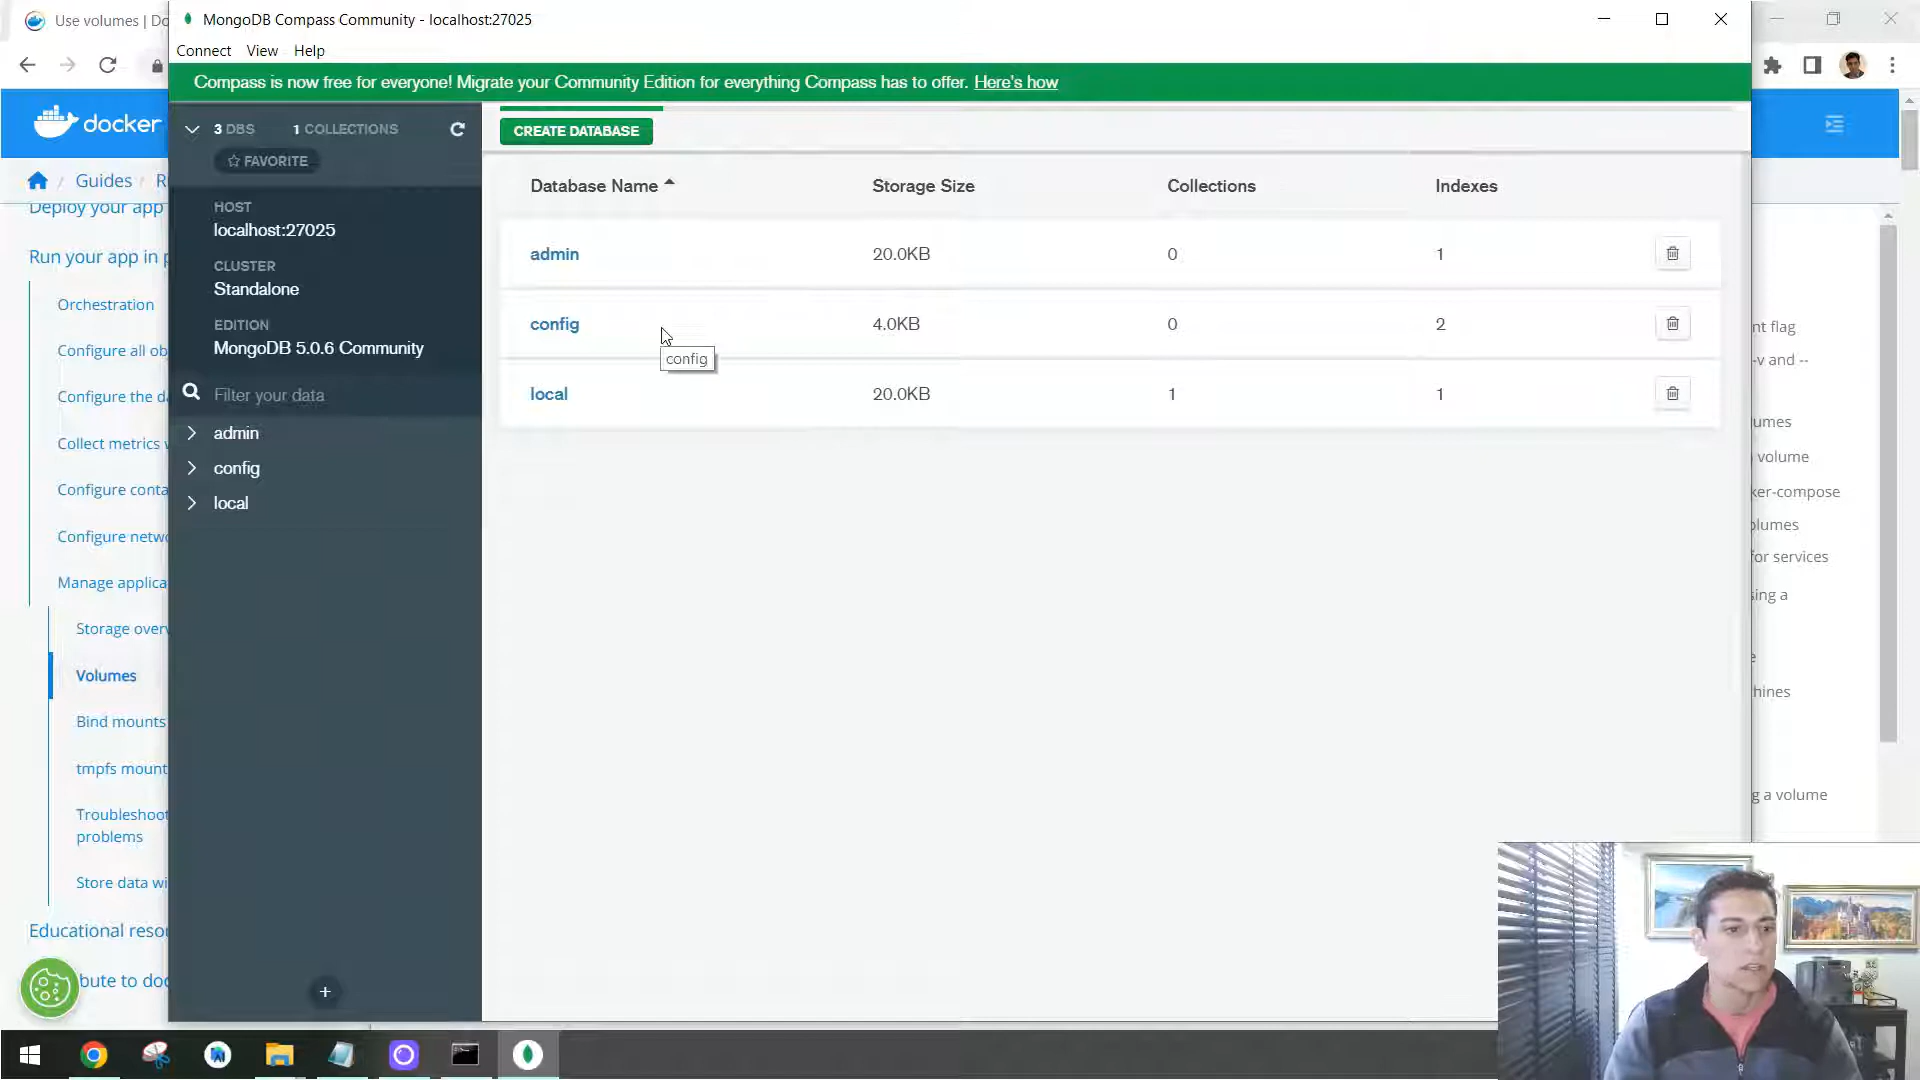 Use volumes | Do
MongoDB Compass Community - localhost:27025
Connect View Help
Compass is now free for everyone! Migrate your Community Edition for everything Compass has to offer. Here's how
docker
3 DBS 1 COLLECTIONS
FAVORITE
CREATE DATABASE
Guides
Deploy your app
Run your app in p
Orchestration
Configure all ob
Configure the da
Collect metrics
Configure conta
Configure netwo
Manage applica
Storage over
Volumes
Bind mounts
tmpfs mount
Troubleshoot
problems
Store data wi
Educational resou
bute to doc
HOST
localhost:27025
CLUSTER
Standalone
EDITION
MongoDB 5.0.6 Community
Filter your data
admin
config
local
+
Database Name Storage Size Collections Indexes
admin 20.0KB 0 1
config 4.0KB 0 2
config
local 20.0KB 1 1
nt flag
-v and --
umes
volume
ker-compose
olumes
for services
sing a
e
hines
g a volume